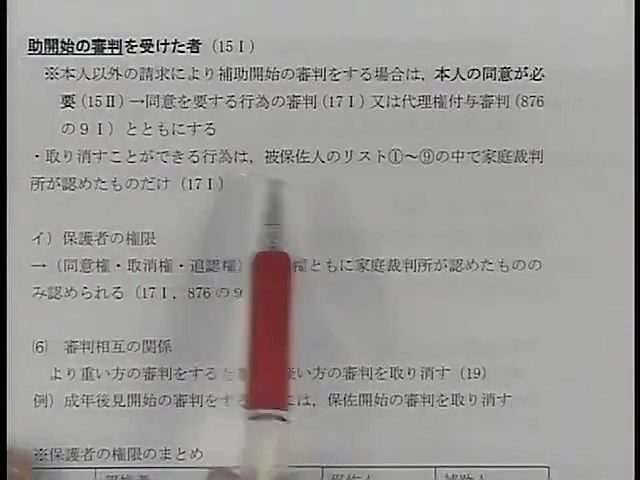 助開始の審判を受けた者（15Ⅰ）
※本人以外の請求により補助開始の審判をする場合は，本人の同意が必
要（15Ⅱ）→同意を要する行為の審判（17Ⅰ）又は代理権付与審判（876
の９Ⅰ）とともにする
・取り消すことができる行為は，被保佐人のリスト①～⑨の中で家庭裁判
所が認めたものだけ（17Ⅰ）
イ）保護者の権限
→（同意権・取消権・追認権） 権ともに家庭裁判所が認めたものの
み認められる（17Ⅰ，876の９
(6) 審判相互の関係
より重い方の審判をする 軽い方の審判を取り消す（19）
例）成年後見開始の審判をす には，保佐開始の審判を取り消す
※保護者の権限のまとめ